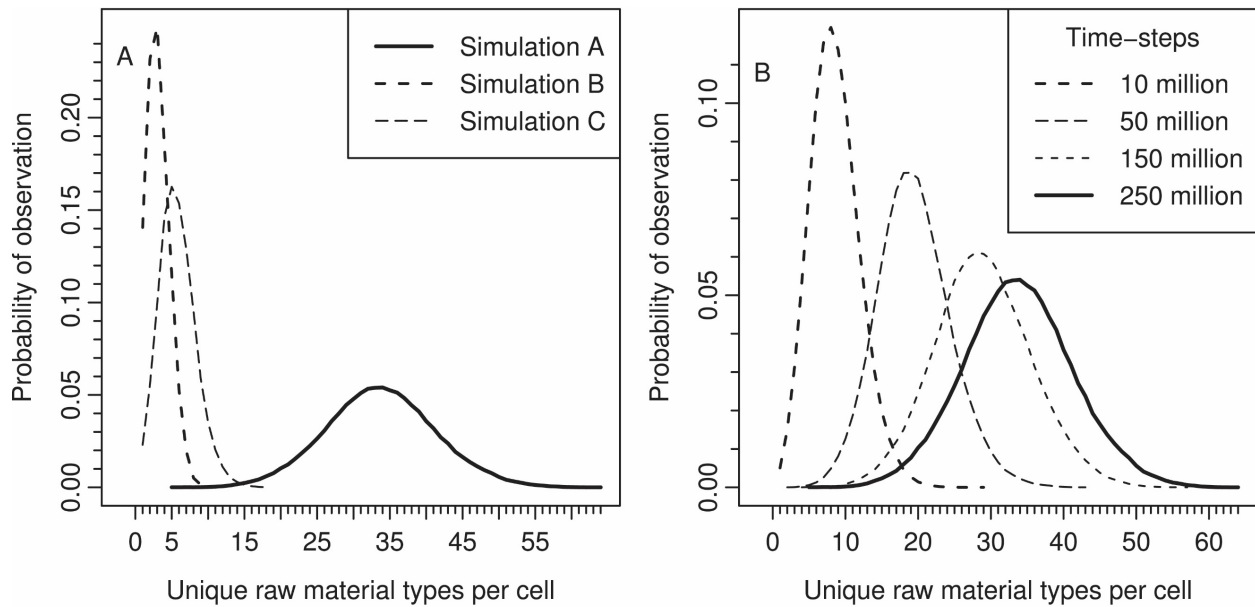 A
Simulation A
Simulation B
Simulation C
Probability of observation
0.00
0.05
0.10
0.15
0.20
0 5 15 25 35 45 55
Unique raw material types per cell
B
Time−steps
10 million
50 million
150 million
250 million
Probability of observation
0.00
0.05
0.10
0 10 20 30 40 50 60
Unique raw material types per cell